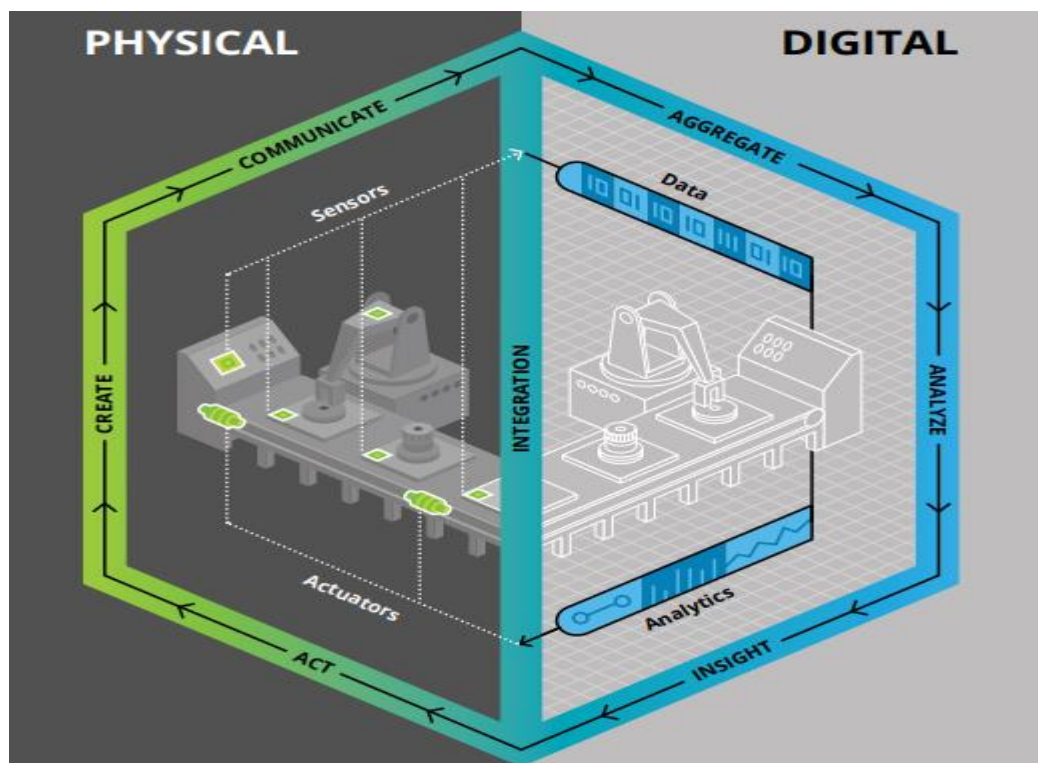 PHYSICAL
DIGITAL
COMMUNICATE
AGGREGATE
Sensors
Data
10 01 10 10 111 01 10
CREATE
INTEGRATION
ANALYZE
Actuators
Analytics
ACT
INSIGHT